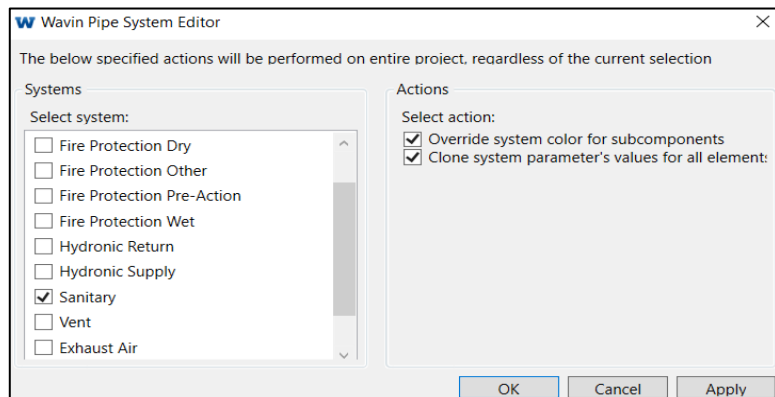 W Wavin Pipe System Editor
The below specified actions will be performed on entire project, regardless of the current selection
Systems
Select system:
Fire Protection Dry
Fire Protection Other
Fire Protection Pre-Action
Fire Protection Wet
Hydronic Return
Hydronic Supply
Sanitary
Vent
Exhaust Air
Actions
Select action:
Override system color for subcomponents
Clone system parameter's values for all elements
OK
Cancel
Apply